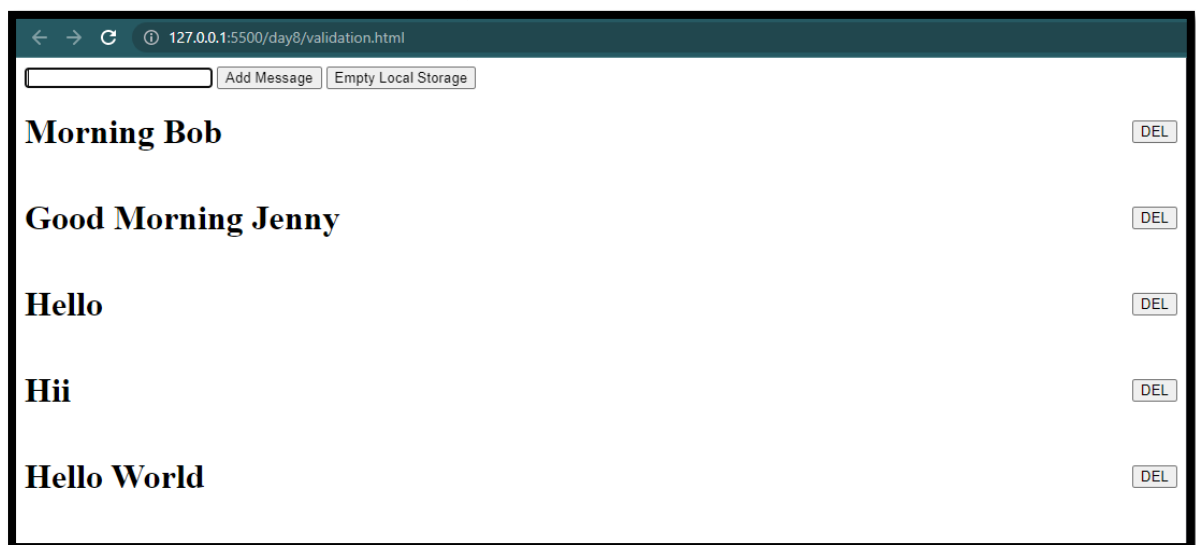 127.0.0.1:5500/day8/validation.html
Add Message Empty Local Storage
Morning Bob DEL
Good Morning Jenny DEL
Hello DEL
Hii DEL
Hello World DEL